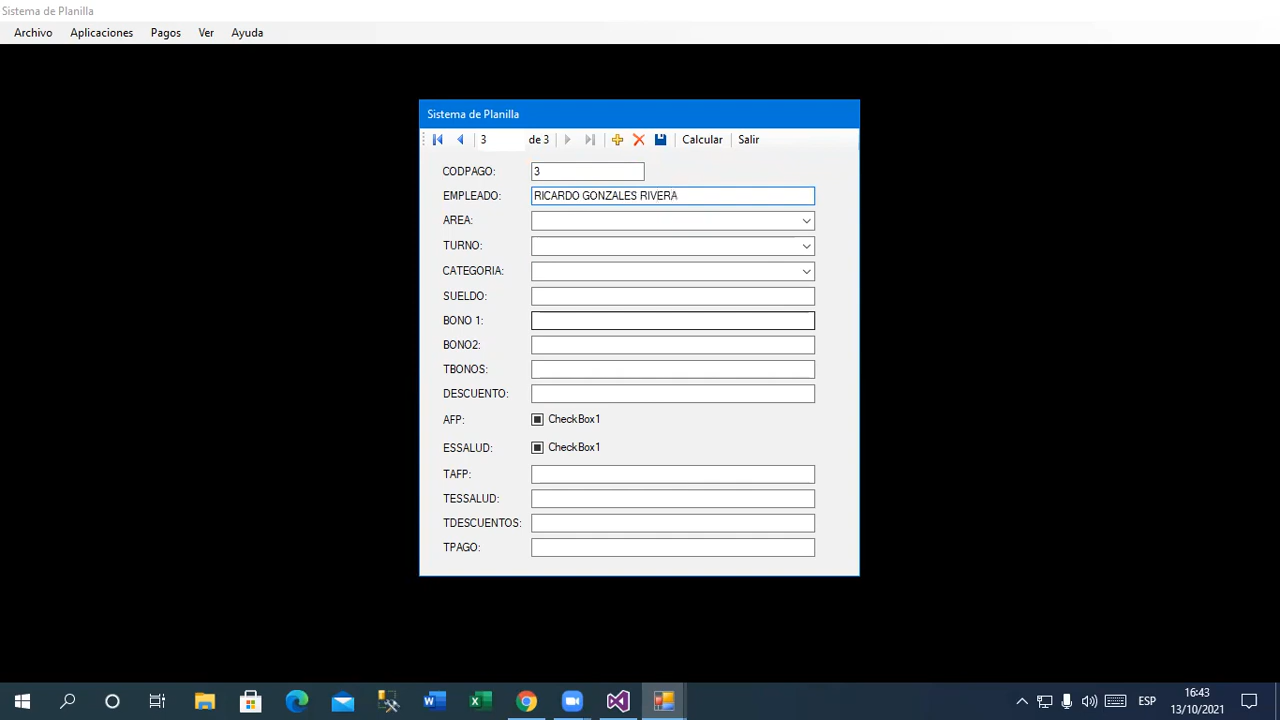 Sistema de Planilla
Archivo Aplicaciones Pagos Ver Ayuda
Sistema de Planilla
3 de 3 Calcular Salir
CODPAGO: 3
EMPLEADO: RICARDO GONZALES RIVERA
AREA:
TURNO:
CATEGORIA:
SUELDO:
BONO 1:
BONO2:
TBONOS:
DESCUENTO:
AFP: CheckBox1
ESSALUD: CheckBox1
TAFP:
TESSALUD:
TDESCUENTOS:
TPAGO:
ESP 16:43
13/10/2021